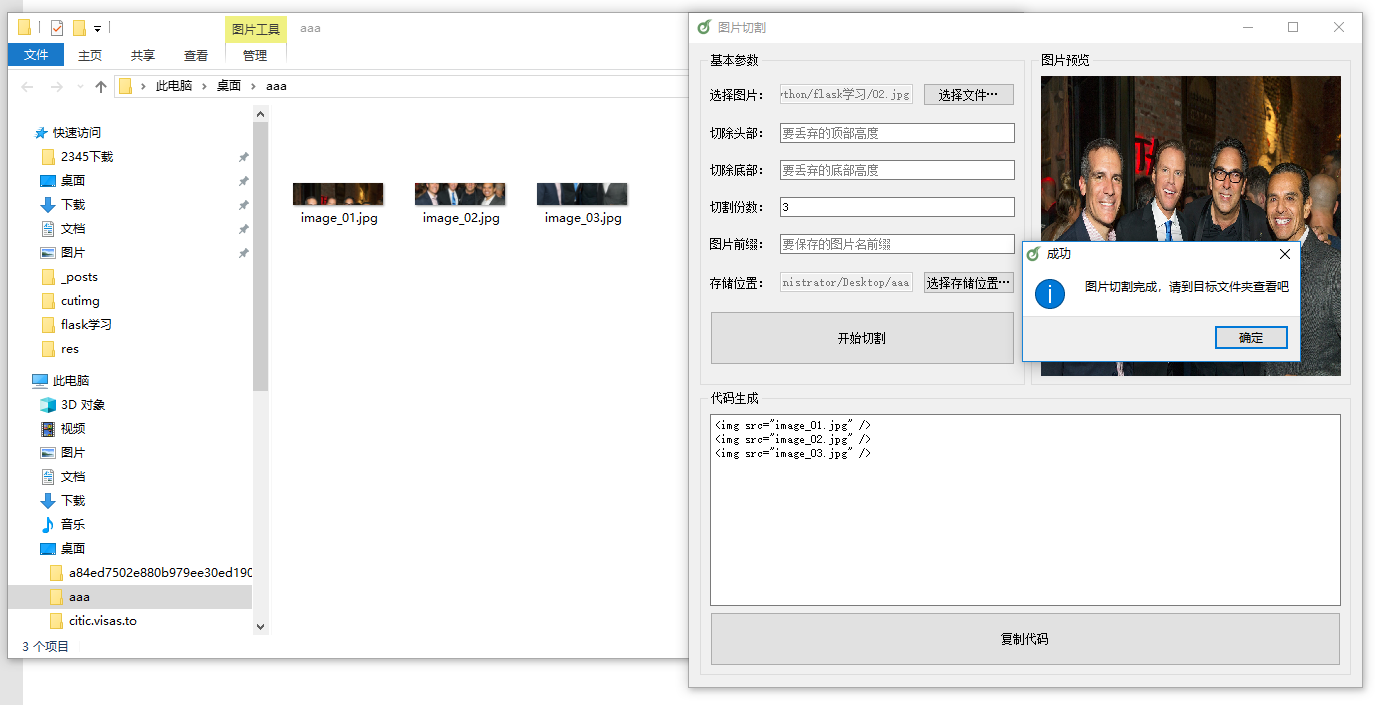 图片工具
aaa
文件
主页
共享
查看
管理
此电脑
桌面
aaa
快速访问
2345下载
桌面
下载
文档
图片
_posts
cutimg
flask学习
res
此电脑
3D 对象
视频
图片
文档
下载
音乐
桌面
a84ed7502e880b979ee30ed190
aaa
citic.visas.to
3 个项目
image_01.jpg
image_02.jpg
image_03.jpg
图片切割
基本参数
选择图片：
thon/flask学习/02.jpg
选择文件…
切除头部：
要丢弃的顶部高度
切除底部：
要丢弃的底部高度
切割份数：
3
图片前缀：
要保存的图片名前缀
存储位置：
nistrator/Desktop/aaa
选择存储位置…
开始切割
图片预览
成功
图片切割完成，请到目标文件夹查看吧
确定
代码生成
<img src="image_01.jpg" />
<img src="image_02.jpg" />
<img src="image_03.jpg" />
复制代码